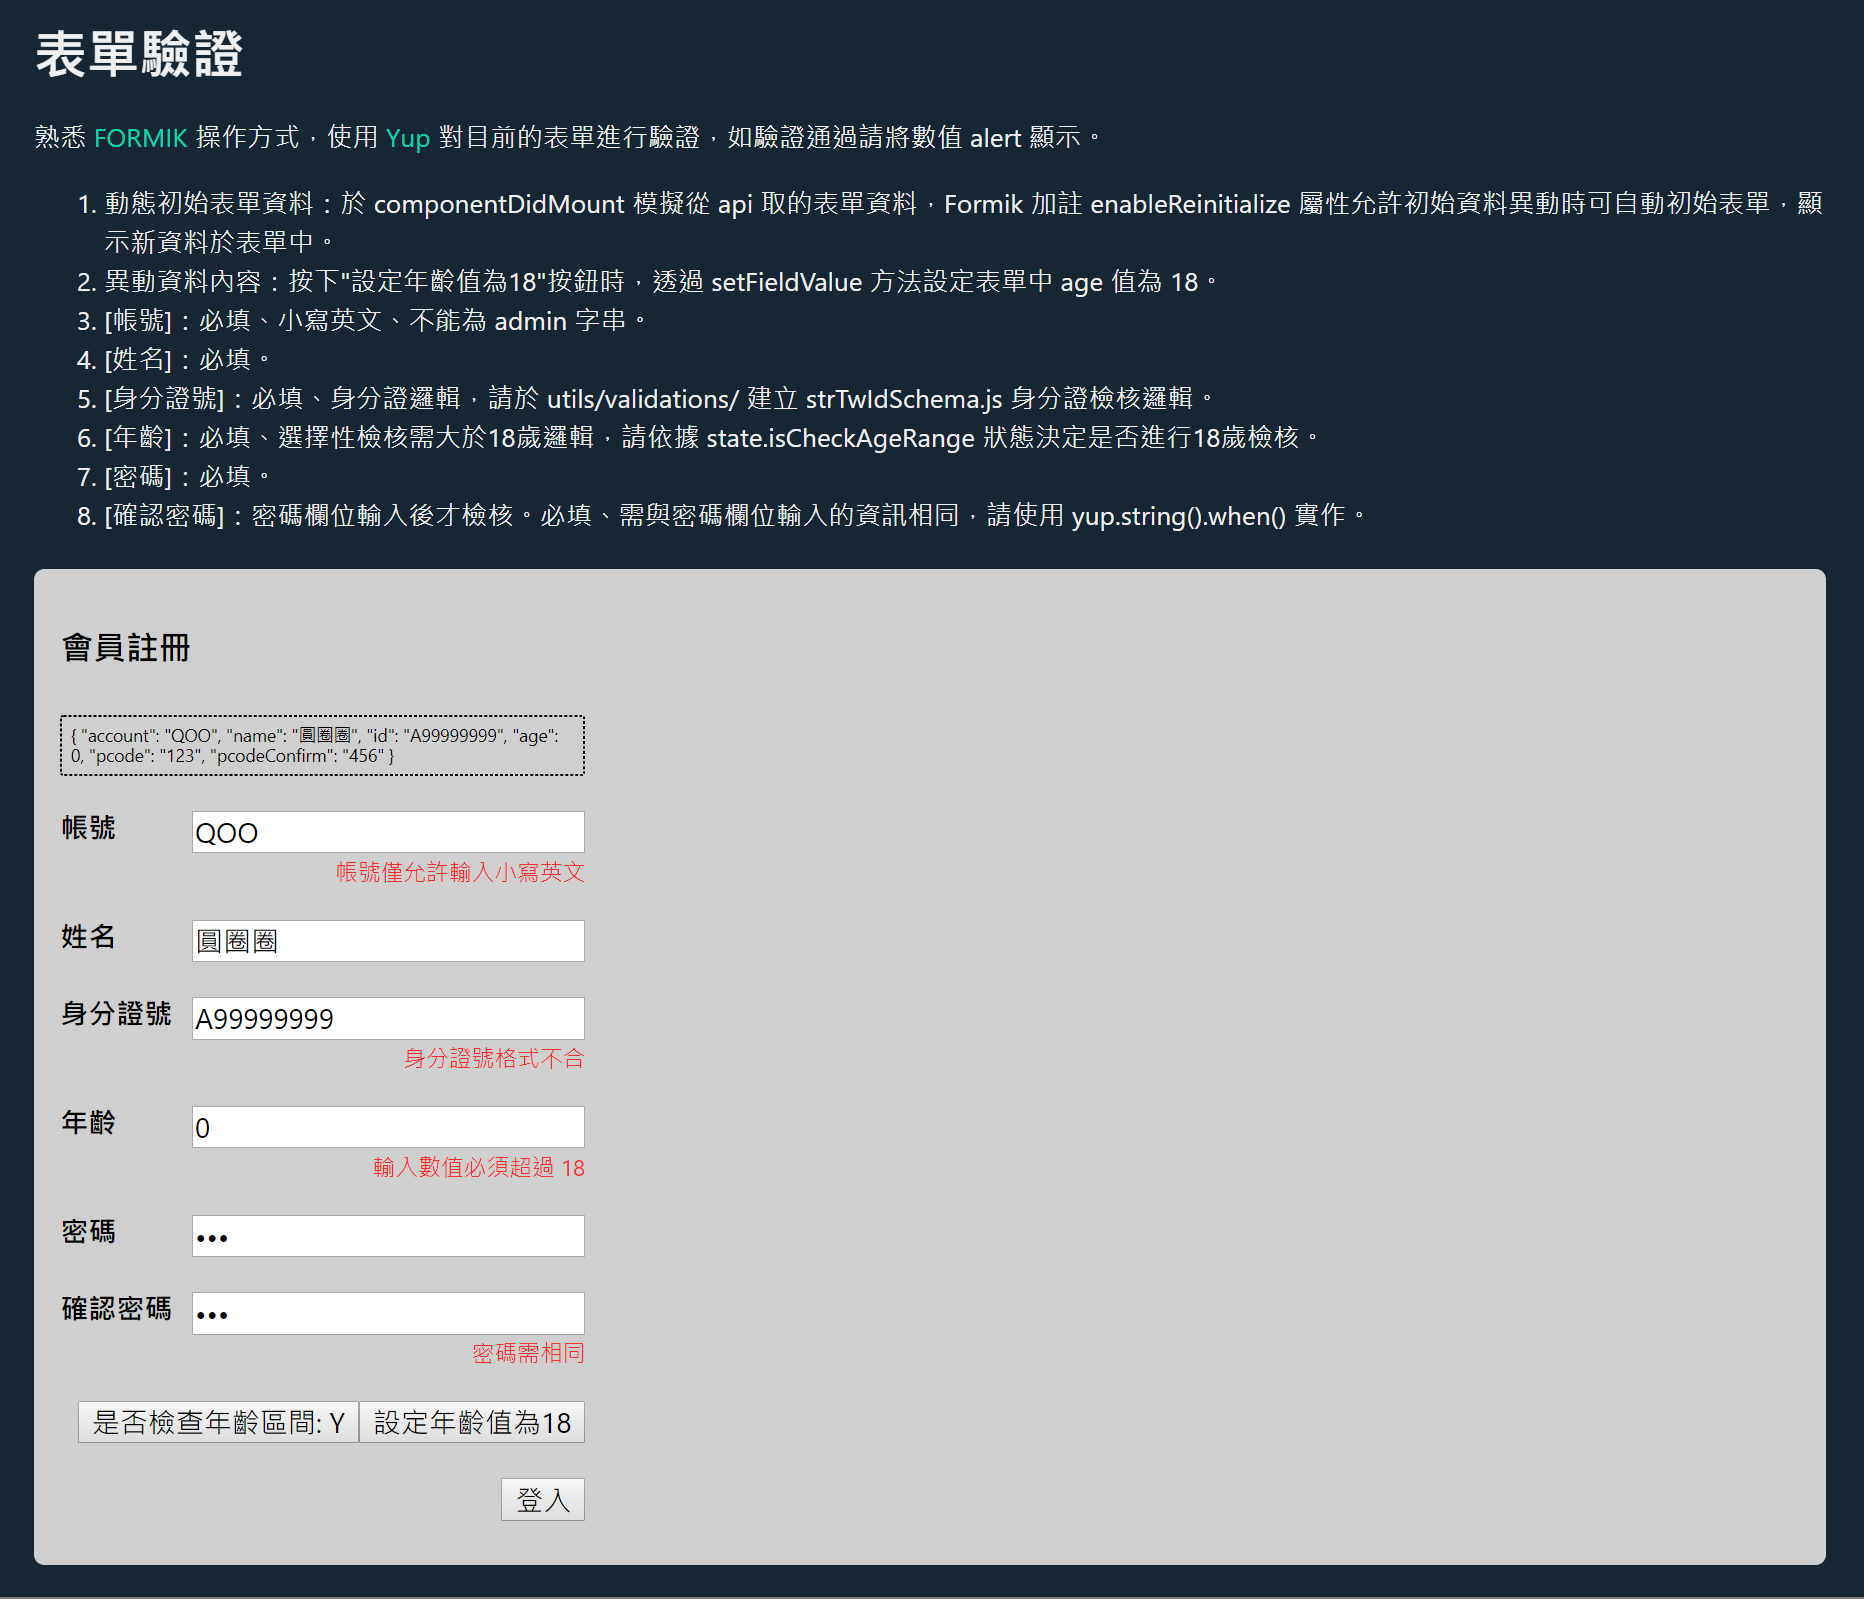 表單驗證
熟悉 FORMIK 操作方式，使用 Yup 對目前的表單進行驗證，如驗證通過請將數值 alert 顯示。
1. 動態初始表單資料：於 componentDidMount 模擬從 api 取的表單資料，Formik 加註 enableReinitialize 屬性允許初始資料異動時可自動初始表單，顯
示新資料於表單中。
2. 異動資料內容：按下"設定年齡值為18"按鈕時，透過 setFieldValue 方法設定表單中 age 值為 18。
3. [帳號]：必填、小寫英文、不能為 admin 字串。
4. [姓名]：必填。
5. [身分證號]：必填、身分證邏輯，請於 utils/validations/ 建立 strTwIdSchema.js 身分證檢核邏輯。
6. [年齡]：必填、選擇性檢核需大於18歲邏輯，請依據 state.isCheckAgeRange 狀態決定是否進行18歲檢核。
7. [密碼]：必填。
8. [確認密碼]：密碼欄位輸入後才檢核。必填、需與密碼欄位輸入的資訊相同，請使用 yup.string().when() 實作。
會員註冊
{ "account": "QOO", "name": "圓圈圈", "id": "A99999999", "age":
0, "pcode": "123", "pcodeConfirm": "456" }
帳號 QOO
帳號僅允許輸入小寫英文
姓名 圓圈圈
身分證號 A99999999
身分證號格式不合
年齡 0
輸入數值必須超過 18
密碼 •••
確認密碼 •••
密碼需相同
是否檢查年齡區間: Y 設定年齡值為18
登入